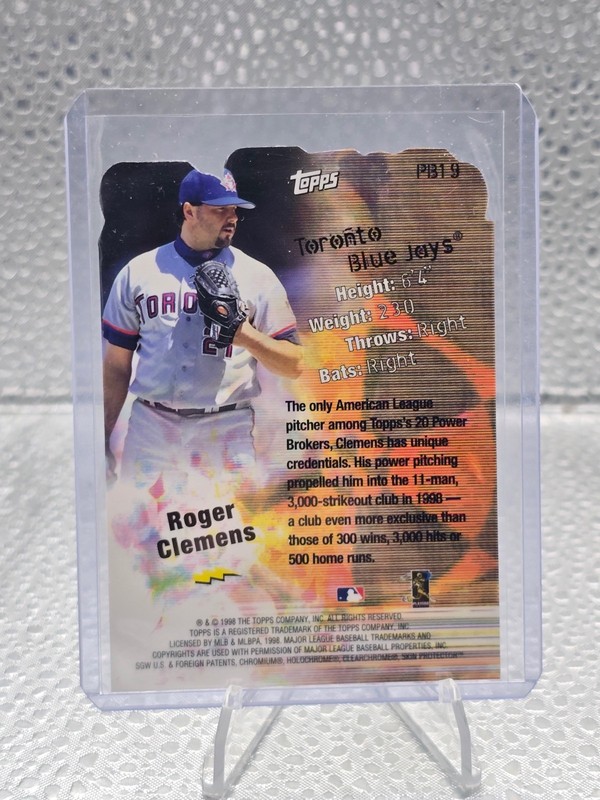 topps
PB19
Toronto
Blue Jays®
Height: 6'4"
Weight: 230
Throws: Right
Bats: Right
TORO
21
The only American League
pitcher among Topps's 20 Power
Brokers, Clemens has unique
credentials. His power pitching
propelled him into the 11-man,
3,000-strikeout club in 1998 —
a club even more exclusive than
those of 300 wins, 3,000 hits or
500 home runs.
Roger
Clemens
® & © 1998 THE TOPPS COMPANY, INC. ALL RIGHTS RESERVED.
TOPPS IS A REGISTERED TRADEMARK OF THE TOPPS COMPANY, INC.
LICENSED BY MLB & MLBPA, 1998. MAJOR LEAGUE BASEBALL TRADEMARKS AND
COPYRIGHTS ARE USED WITH PERMISSION OF MAJOR LEAGUE BASEBALL PROPERTIES, INC.
SGW U.S. & FOREIGN PATENTS, CHROMIUM®, HOLOCHROME®, CLEARCHROME®, SKIN PROTECTOR™